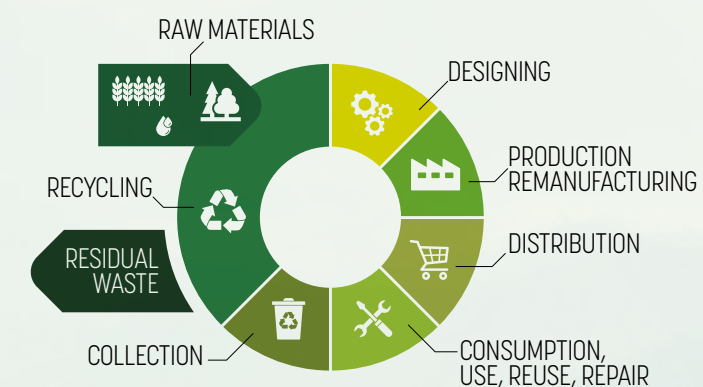 RAW MATERIALS
DESIGNING
PRODUCTION
REMANUFACTURING
RECYCLING
DISTRIBUTION
RESIDUAL
WASTE
COLLECTION
CONSUMPTION,
USE, REUSE, REPAIR